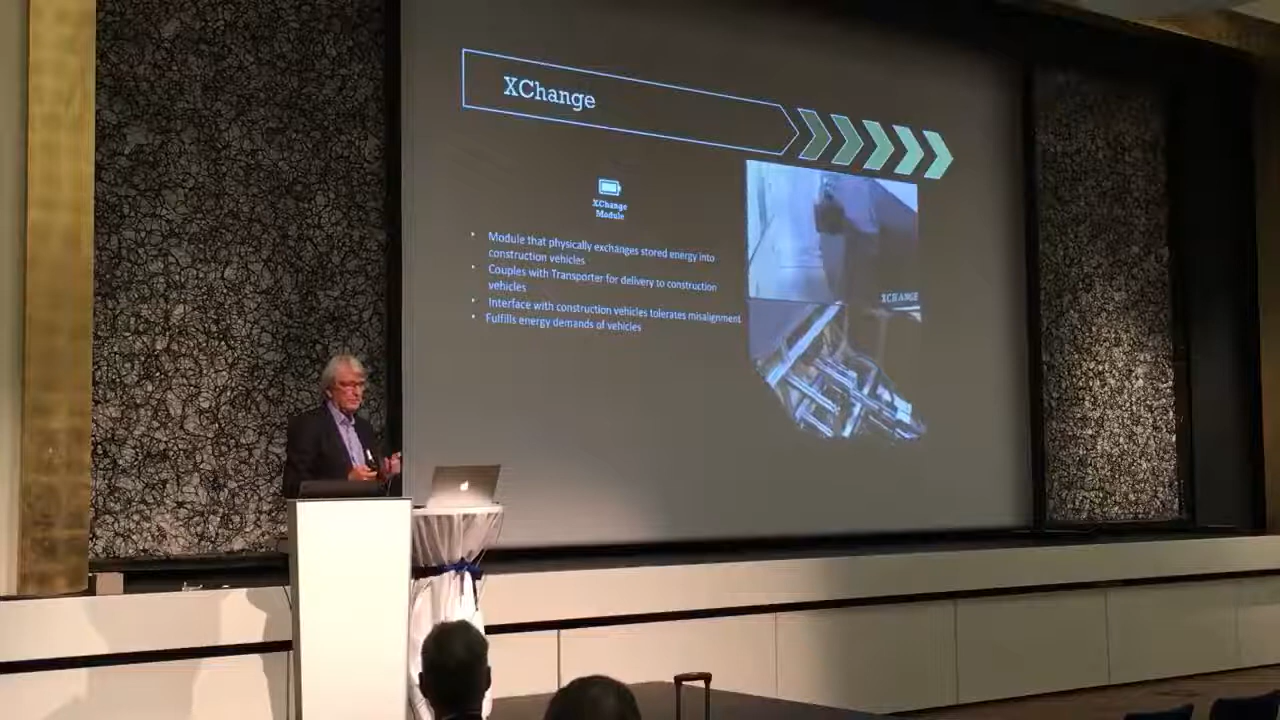 XChange
XChange
Module
• Module that physically exchanges stored energy into
construction vehicles
• Couples with Transporter for delivery to construction
vehicles
• Interface with construction vehicles tolerates misalignment
• Fulfills energy demands of vehicles
XCHANGE